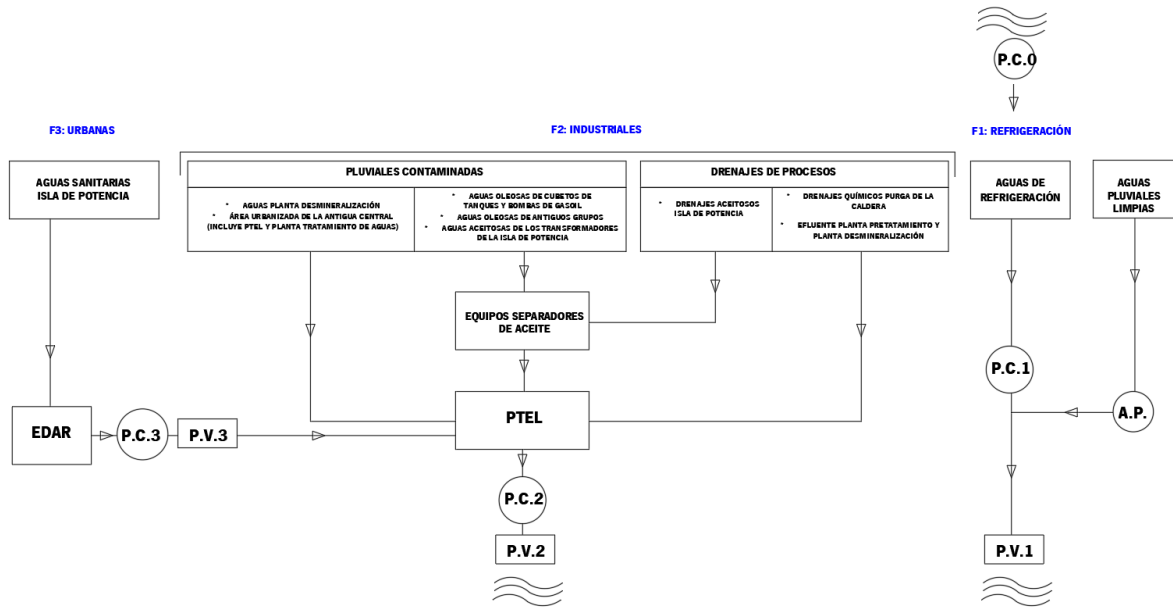 P.C.0
F3: URBANAS
F2: INDUSTRIALES
F1: REFRIGERACIÓN
AGUAS SANITARIAS
ISLA DE POTENCIA
PLUVIALES CONTAMINADAS
* AGUAS PLANTA DESMINERALIZACIÓN
* ÁREA URBANIZADA DE LA ANTIGUA CENTRAL
(INCLUYE PTEL Y PLANTA TRATAMIENTO DE AGUAS)
* AGUAS OLEOSAS DE CUBETOS DE
TANQUES Y BOMBAS DE GASOIL
* AGUAS OLEOSAS DE ANTIGUOS GRUPOS
* AGUAS ACEITOSAS DE LOS TRANSFORMADORES
DE LA ISLA DE POTENCIA
DRENAJES DE PROCESOS
* DRENAJES ACEITOSOS
ISLA DE POTENCIA
* DRENAJES QUÍMICOS PURGA DE LA
CALDERA
* EFLUENTE PLANTA PRETATAMIENTO Y
PLANTA DESMINERALIZACIÓN
AGUAS DE
REFRIGERACIÓN
AGUAS
PLUVIALES
LIMPIAS
EQUIPOS SEPARADORES
DE ACEITE
P.C.1
A.P.
EDAR
P.C.3
P.V.3
PTEL
P.C.2
P.V.2
P.V.1